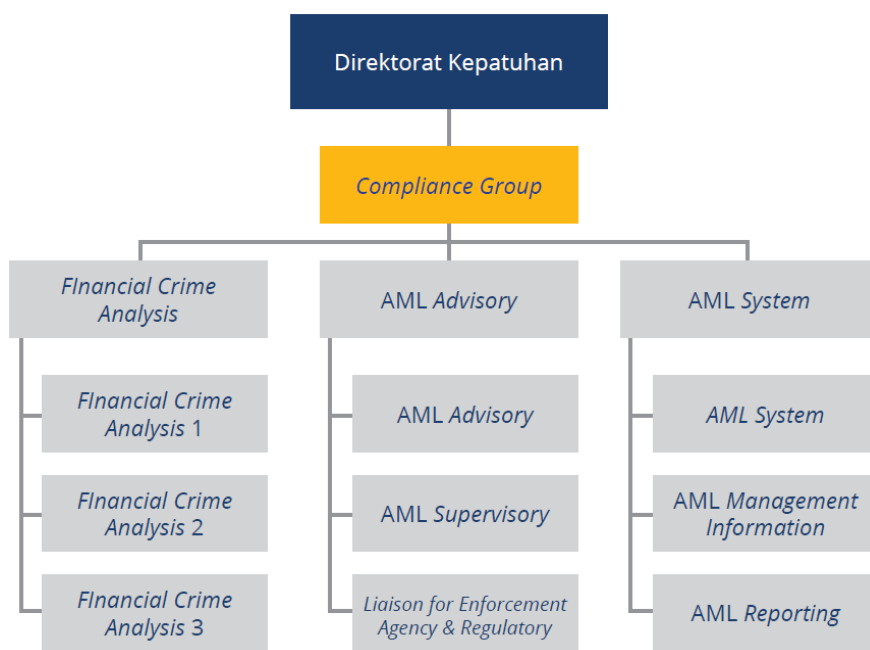 Direktorat Kepatuhan
Compliance Group
FInancial Crime
Analysis
AML Advisory
AML System
FInancial Crime
Analysis 1
AML Advisory
AML System
FInancial Crime
Analysis 2
AML Supervisory
AML Management
Information
FInancial Crime
Analysis 3
Liaison for Enforcement
Agency & Regulatory
AML Reporting